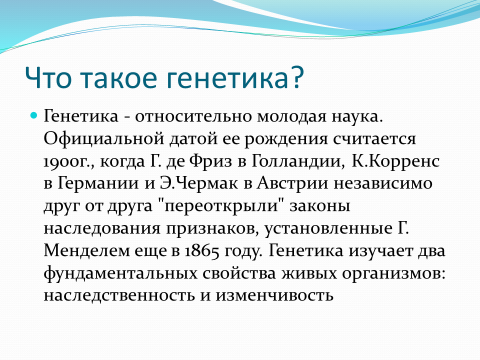 Что такое генетика?
Генетика - относительно молодая наука.
Официальной датой ее рождения считается
1900г., когда Г. де Фриз в Голландии, К.Корренс
в Германии и Э.Чермак в Австрии независимо
друг от друга "переоткрыли" законы
наследования признаков, установленные Г.
Менделем еще в 1865 году. Генетика изучает два
фундаментальных свойства живых организмов:
наследственность и изменчивость